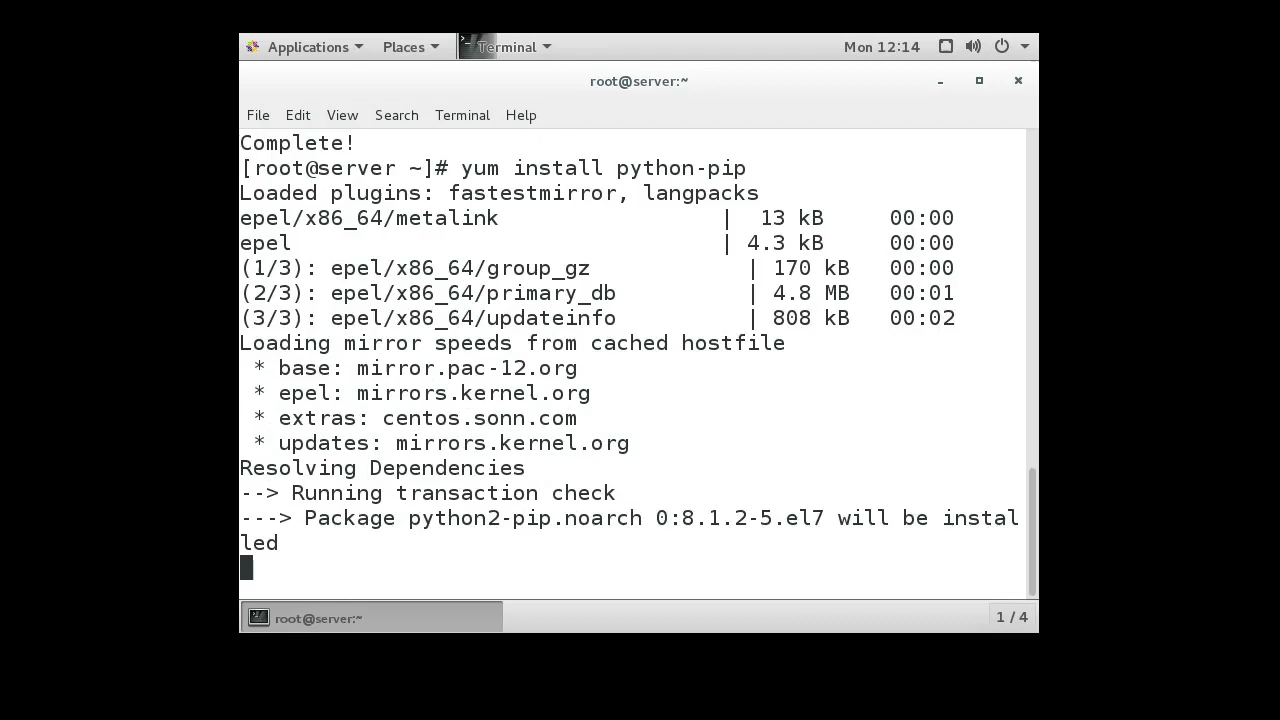 Applications Places Terminal Mon 12:14
root@server:~
File Edit View Search Terminal Help
Complete!
[root@server ~]# yum install python-pip
Loaded plugins: fastestmirror, langpacks
epel/x86_64/metalink | 13 kB 00:00
epel | 4.3 kB 00:00
(1/3): epel/x86_64/group_gz | 170 kB 00:00
(2/3): epel/x86_64/primary_db | 4.8 MB 00:01
(3/3): epel/x86_64/updateinfo | 808 kB 00:02
Loading mirror speeds from cached hostfile
 * base: mirror.pac-12.org
 * epel: mirrors.kernel.org
 * extras: centos.sonn.com
 * updates: mirrors.kernel.org
Resolving Dependencies
--> Running transaction check
---> Package python2-pip.noarch 0:8.1.2-5.el7 will be instal
led
root@server:~ 1 / 4